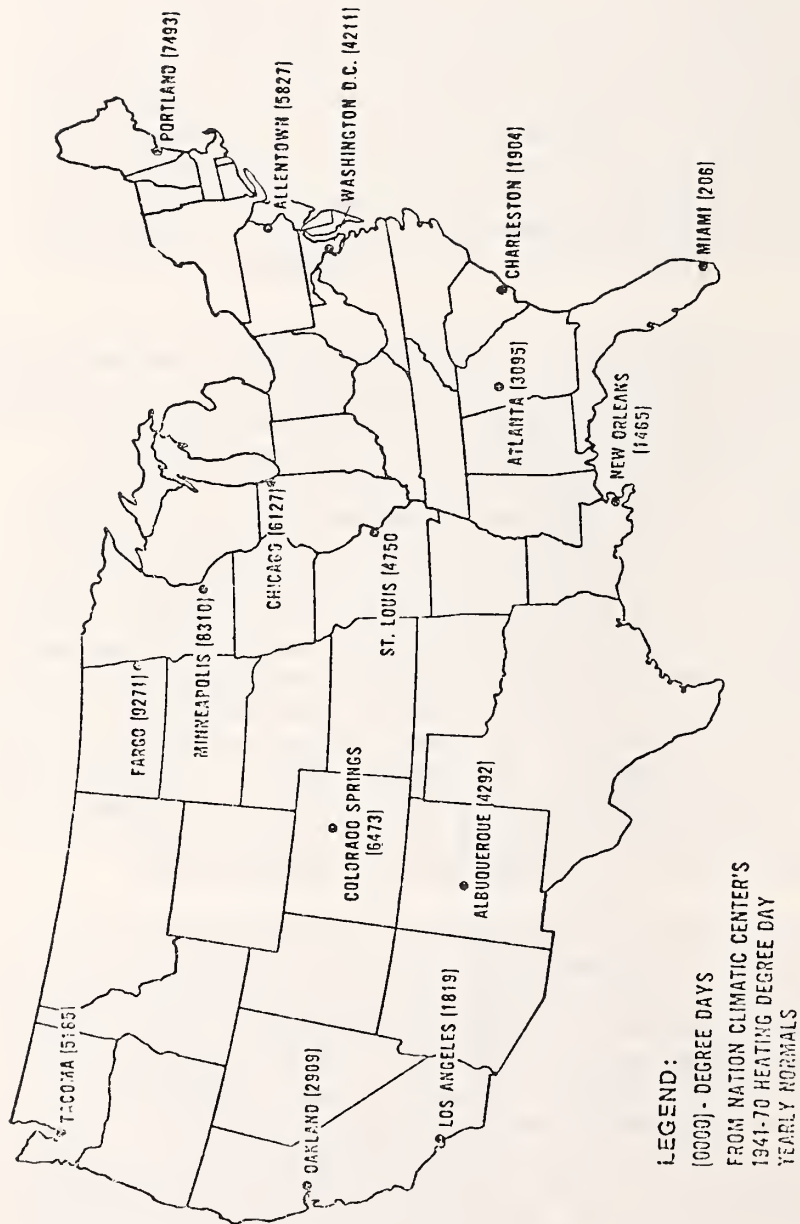 TACOMA [5185]
FARGO [9271]
PORTLAND [7493]
MINNEAPOLIS [8310]
CHICAGO [6127]
ALLENTOWN [5827]
WASHINGTON D.C. [4211]
OAKLAND [2909]
COLORADO SPRINGS
[6473]
ST. LOUIS [4750
LOS ANGELES [1819]
ALBUQUERQUE [4292]
ATLANTA [3095]
CHARLESTON [1904]
NEW ORLEANS
[1465]
MIAMI [206]
LEGEND:
[0000] - DEGREE DAYS
FROM NATION CLIMATIC CENTER'S
1941-70 HEATING DEGREE DAY
YEARLY NORMALS